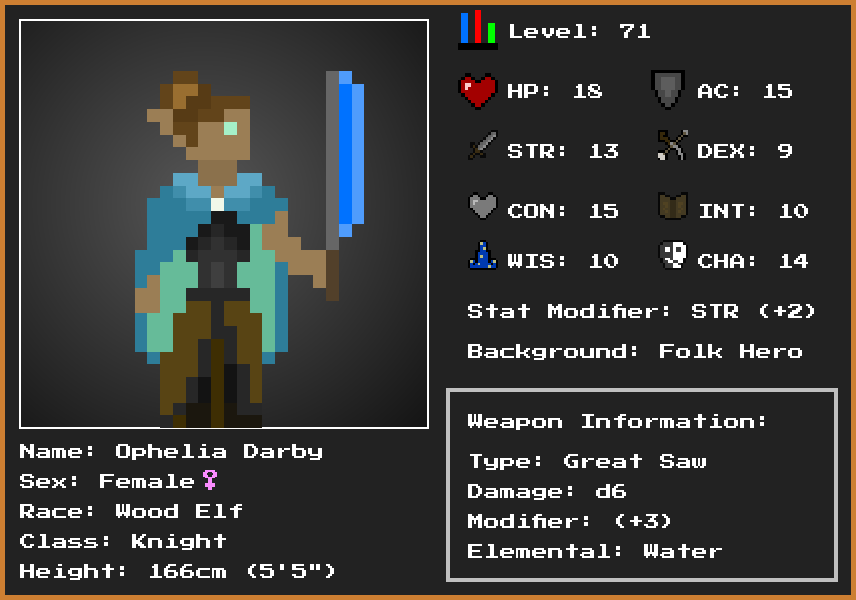 Level: 71
HP: 18
AC: 15
STR: 13
DEX: 9
CON: 15
INT: 10
WIS: 10
CHA: 14
Stat Modifier: STR (+2)
Background: Folk Hero
Weapon Information:
Type: Great Saw
Damage: d6
Modifier: (+3)
Elemental: Water
Name: Ophelia Darby
Sex: Female♀
Race: Wood Elf
Class: Knight
Height: 166cm (5'5")